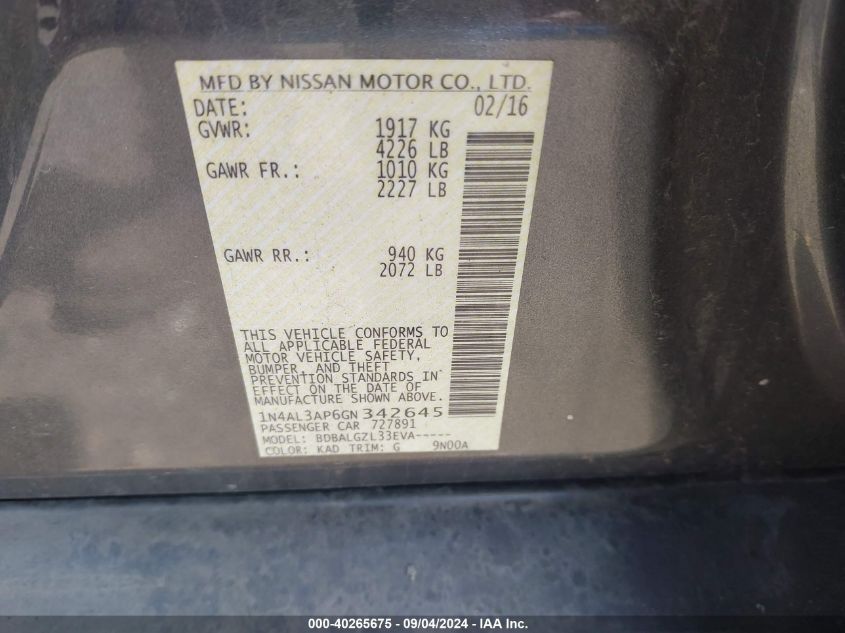 MFD BY NISSAN MOTOR CO., LTD.
DATE: 02/16
GVWR: 1917 KG
4226 LB
GAWR FR.: 1010 KG
2227 LB
GAWR RR.: 940 KG
2072 LB
THIS VEHICLE CONFORMS TO
ALL APPLICABLE FEDERAL
MOTOR VEHICLE SAFETY,
BUMPER, AND THEFT
PREVENTION STANDARDS IN
EFFECT ON THE DATE OF
MANUFACTURE SHOWN ABOVE.
1N4AL3AP6GN342645
PASSENGER CAR 727891
MODEL: BDBALGZL33EVA-----
COLOR: KAD TRIM: G 9N00A
000-40265675 - 09/04/2024 - IAA Inc.